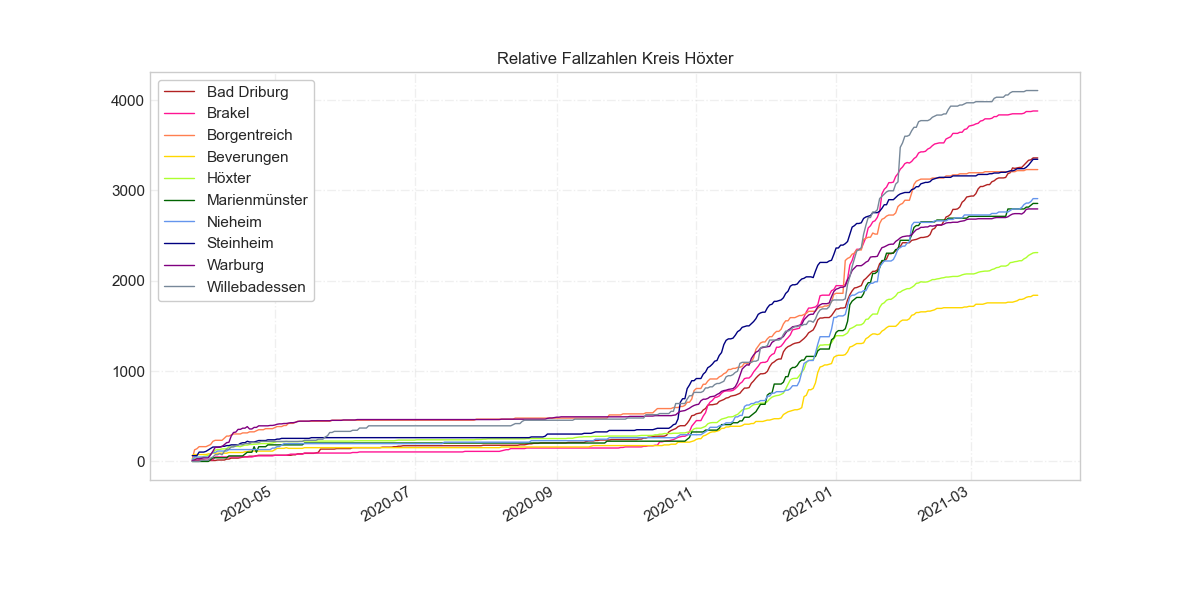 Relative Fallzahlen Kreis Höxter
Bad Driburg
Brakel
Borgentreich
Beverungen
Höxter
Marienmünster
Nieheim
Steinheim
Warburg
Willebadessen
4000
3000
2000
1000
0
2020-05
2020-07
2020-09
2020-11
2021-01
2021-03